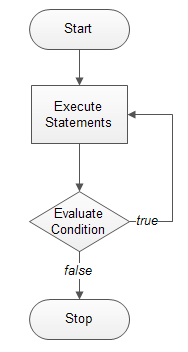 Start
Execute
Statements
Evaluate
Condition
true
false
Stop